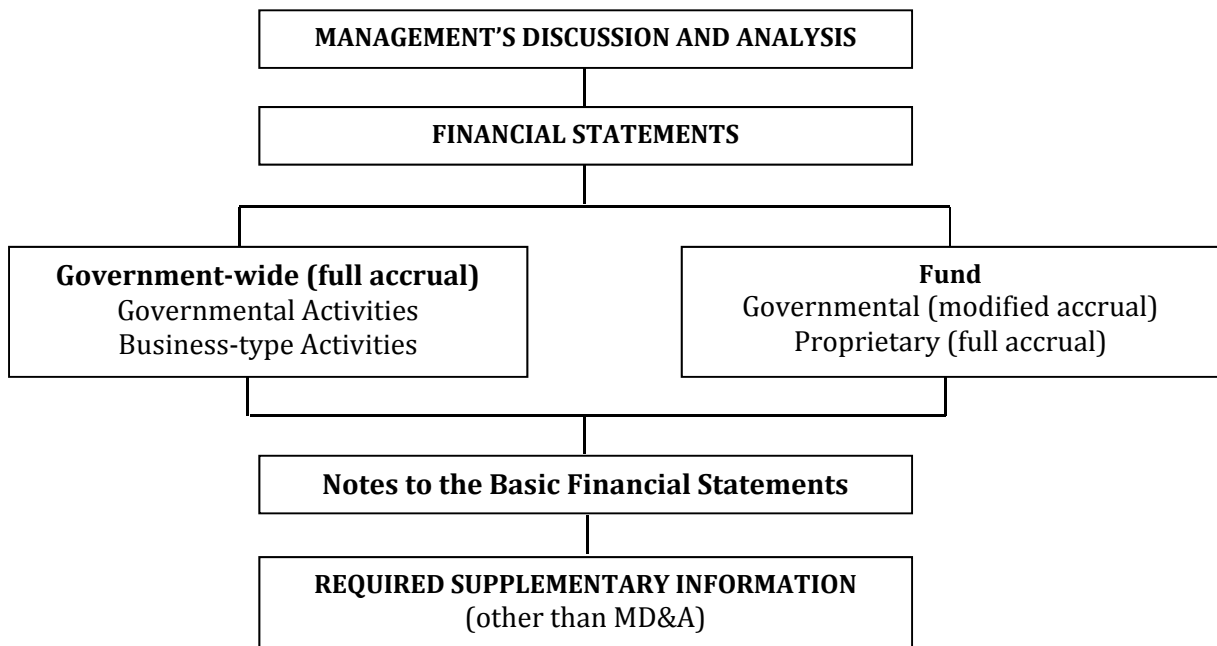 MANAGEMENT’S DISCUSSION AND ANALYSIS
FINANCIAL STATEMENTS
Government-wide (full accrual)
Governmental Activities
Business-type Activities
Fund
Governmental (modified accrual)
Proprietary (full accrual)
Notes to the Basic Financial Statements
REQUIRED SUPPLEMENTARY INFORMATION
(other than MD&A)